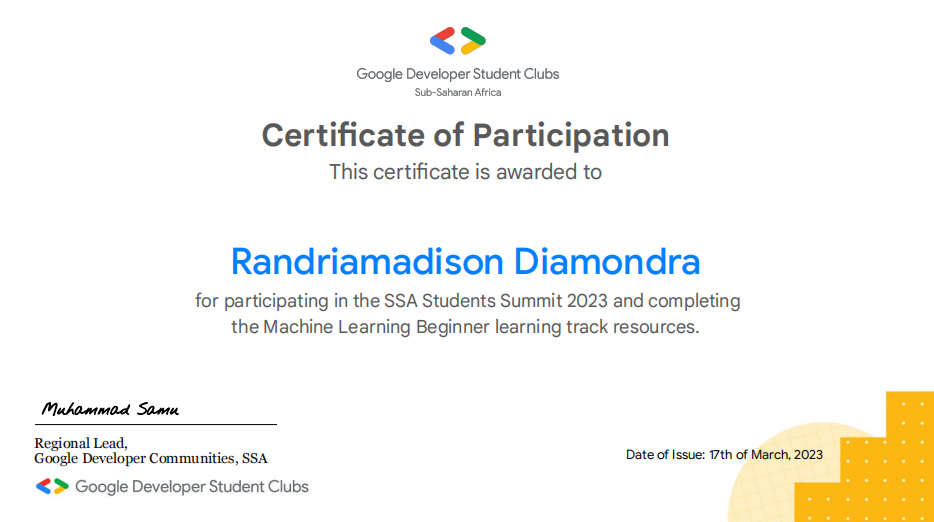 Google Developer Student Clubs
Sub-Saharan Africa
Certificate of Participation
This certificate is awarded to
Randriamadison Diamondra
for participating in the SSA Students Summit 2023 and completing
the Machine Learning Beginner learning track resources.
Muhammad Samu
Regional Lead,
Google Developer Communities, SSA
Google Developer Student Clubs
Date of Issue: 17th of March, 2023